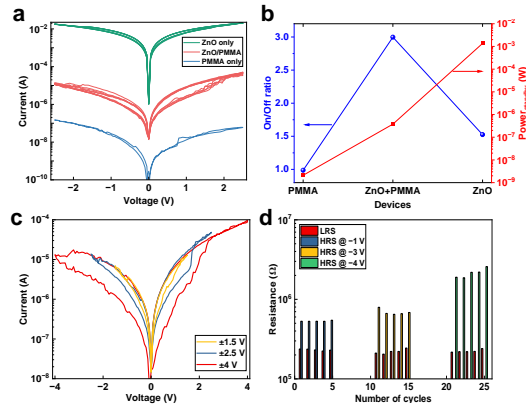 a
Current (A)
10⁻²
10⁻⁴
10⁻⁶
10⁻⁸
10⁻¹⁰
ZnO only
ZnO/PMMA
PMMA only
-2
-1
0
1
2
Voltage (V)
b
On/Off ratio
3.0
2.5
2.0
1.5
1.0
PMMA
ZnO+PMMA
ZnO
Devices
10⁻²
10⁻³
10⁻⁴
10⁻⁵
10⁻⁶
10⁻⁷
10⁻⁸
10⁻⁹
(W)
c
Current (A)
10⁻⁴
10⁻⁵
10⁻⁶
10⁻⁷
10⁻⁸
±1.5 V
±2.5 V
±4 V
-4
-2
0
2
4
Voltage (V)
d
Resistance (Ω)
10⁷
10⁶
10⁵
LRS
HRS @ −1 V
HRS @ −3 V
HRS @ −4 V
0
5
10
15
20
25
Number of cycles